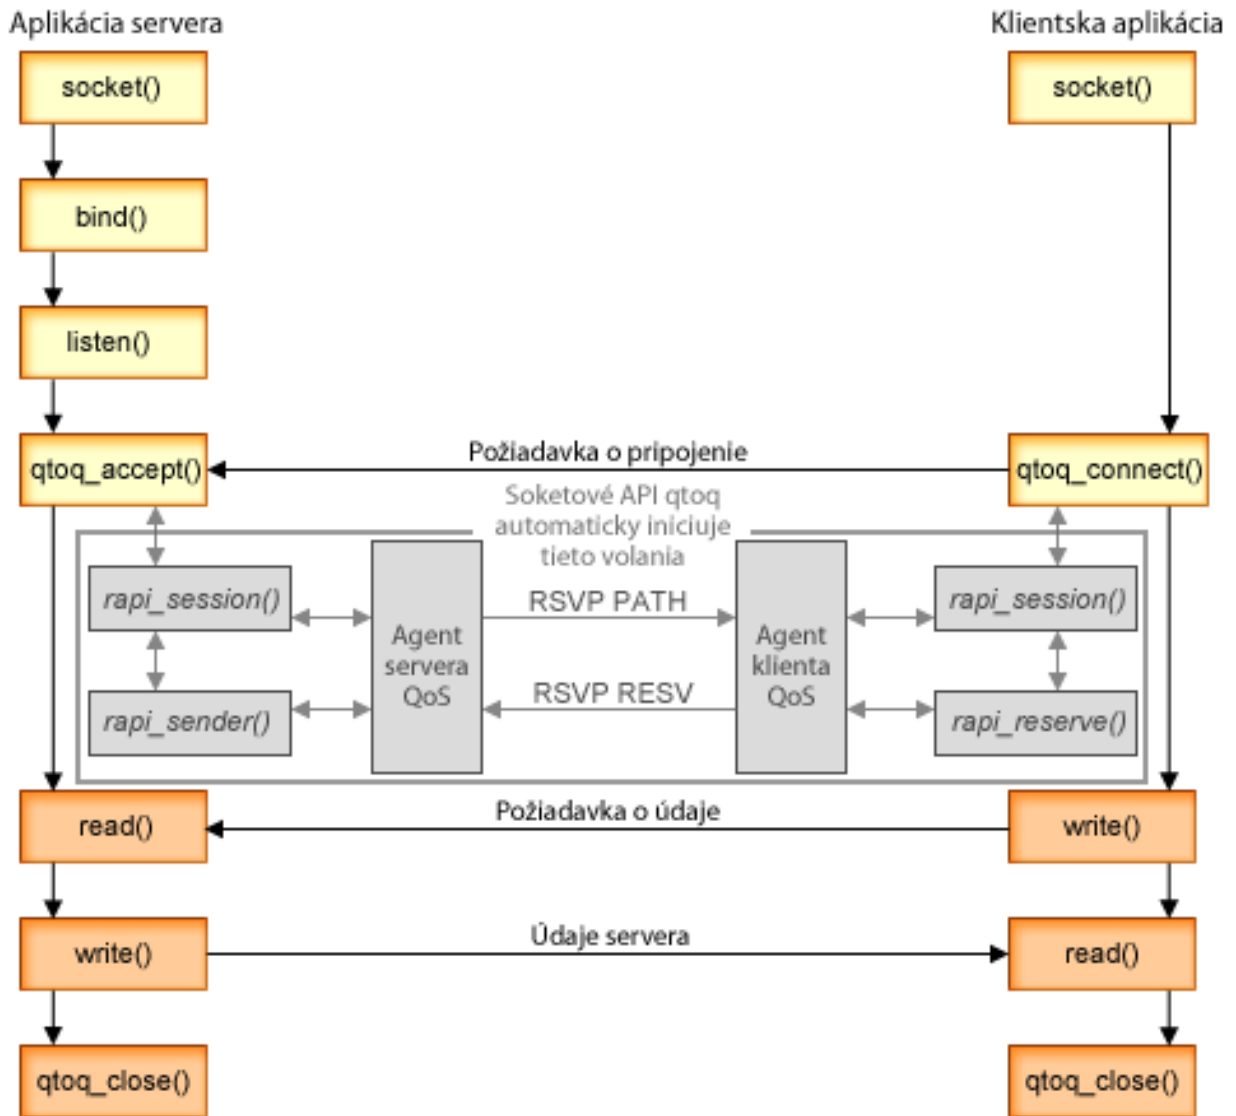 Aplikácia servera
Klientska aplikácia
socket()
socket()
bind()
listen()
qtoq_accept()
Požiadavka o pripojenie
qtoq_connect()
Soketové API qtoq
automaticky iniciuje
tieto volania
rapi_session()
Agent
servera
QoS
RSVP PATH
Agent
klienta
QoS
rapi_session()
rapi_sender()
RSVP RESV
rapi_reserve()
read()
Požiadavka o údaje
write()
write()
Údaje servera
read()
qtoq_close()
qtoq_close()